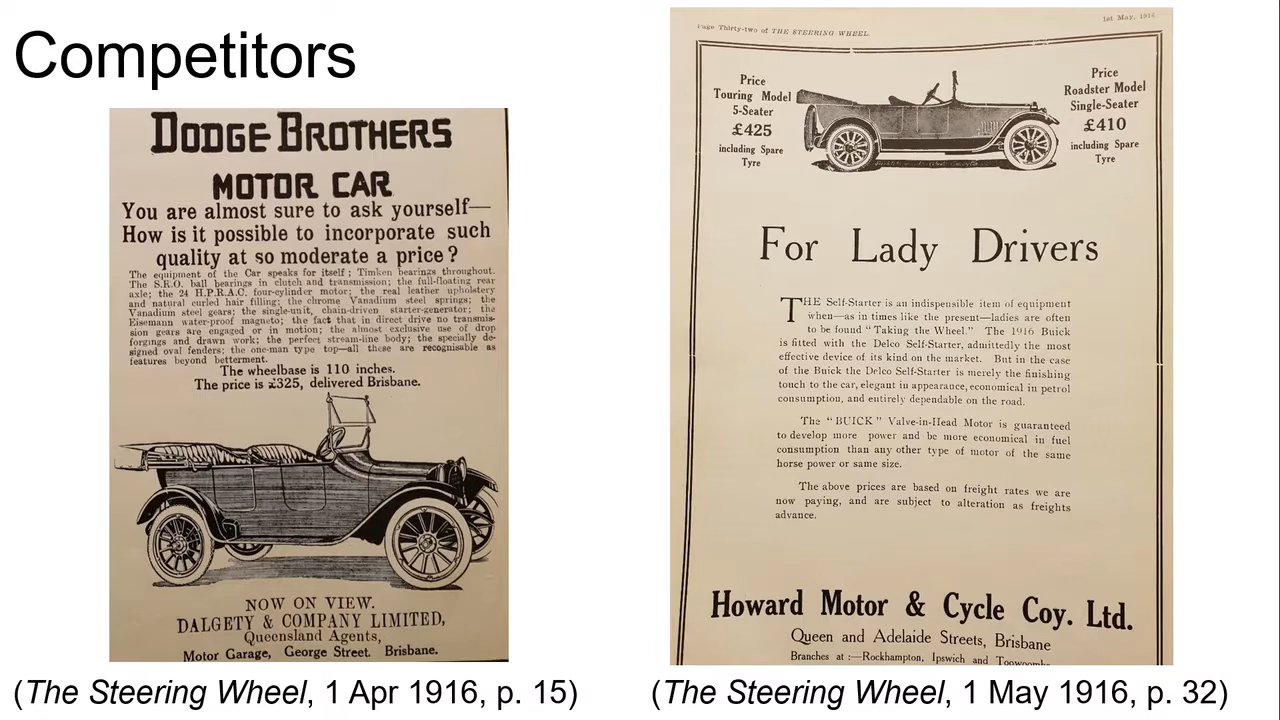 Competitors
DODGE BROTHERS
MOTOR CAR
You are almost sure to ask yourself—
How is it possible to incorporate such
quality at so moderate a price?
The equipment of the Car speaks for itself; Timken bearings throughout.
The S.R.O. ball bearings in clutch and transmission; the full-floating rear
axle; the 24 H.P.R.A.C. four-cylinder motor; the real leather upholstery
and natural curled hair filling; the chrome Vanadium steel springs; the
Vanadium steel gears; the single-unit, chain-driven starter-generator; the
Eisemann water-proof magneto; the fact that in direct drive no transmis-
sion gears are engaged or in motion; the almost exclusive use of drop
forgings and drawn work; the perfect stream-line body; the specially de-
signed oval fenders; the one-man type top—all these are recognisable as
features beyond betterment.
The wheelbase is 110 inches.
The price is £325, delivered Brisbane.
NOW ON VIEW.
DALGETY & COMPANY LIMITED,
Queensland Agents,
Motor Garage, George Street. Brisbane.
(The Steering Wheel, 1 Apr 1916, p. 15)
Page Thirty-two of THE STEERING WHEEL.
1st May, 1916
Price
Touring Model
5-Seater
£425
including Spare
Tyre
Price
Roadster Model
Single-Seater
£410
including Spare
Tyre
For Lady Drivers
THE Self-Starter is an indispensible item of equipment
when—as in times like the present—ladies are often
to be found "Taking the Wheel." The 1916 Buick
is fitted with the Delco Self-Starter, admittedly the most
effective device of its kind on the market. But in the case
of the Buick the Delco Self-Starter is merely the finishing
touch to the car, elegant in appearance, economical in petrol
consumption, and entirely dependable on the road.
The "BUICK" Valve-in-Head Motor is guaranteed
to develop more power and be more economical in fuel
consumption than any other type of motor of the same
horse power or same size.
The above prices are based on freight rates we are
now paying, and are subject to alteration as freights
advance.
Howard Motor & Cycle Coy. Ltd.
Queen and Adelaide Streets, Brisbane
Branches at :—Rockhampton, Ipswich and Toowoomba
(The Steering Wheel, 1 May 1916, p. 32)